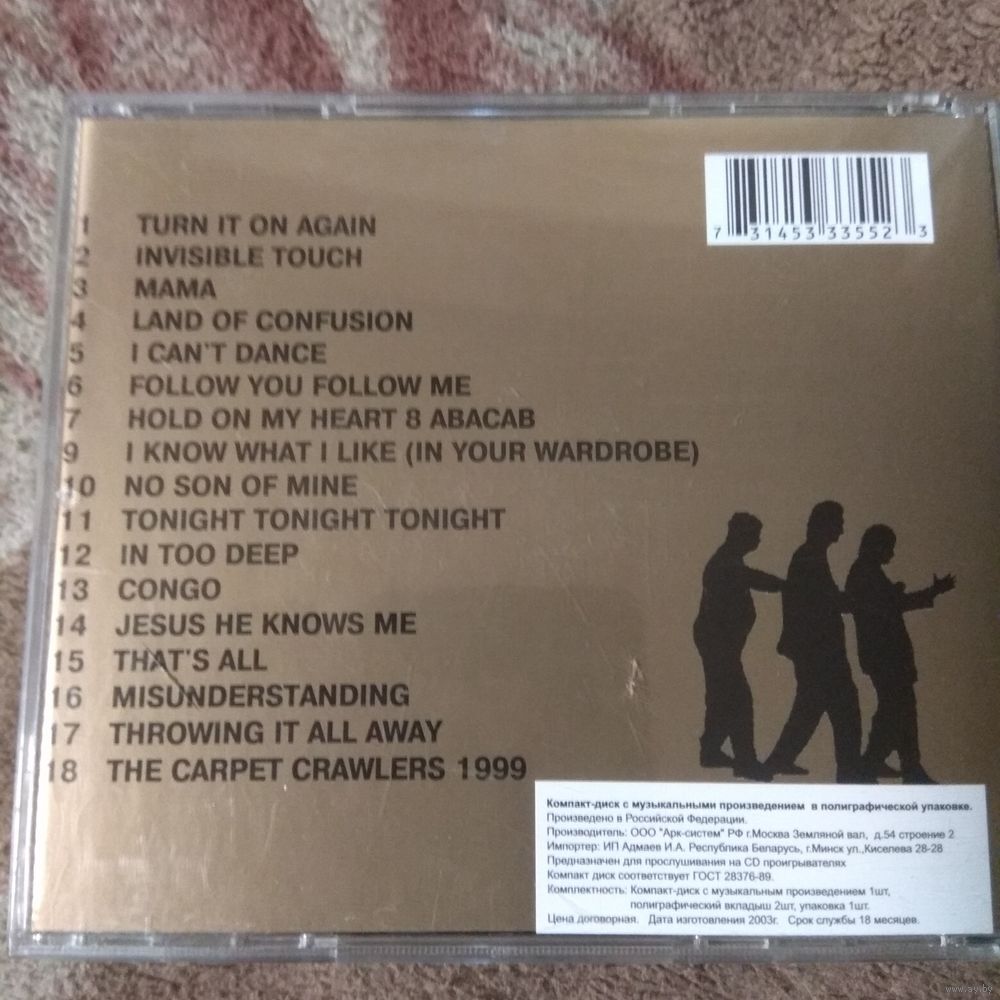 7 31453 33552 3
1 TURN IT ON AGAIN
2 INVISIBLE TOUCH
3 MAMA
4 LAND OF CONFUSION
5 I CAN'T DANCE
6 FOLLOW YOU FOLLOW ME
7 HOLD ON MY HEART 8 ABACAB
9 I KNOW WHAT I LIKE (IN YOUR WARDROBE)
10 NO SON OF MINE
11 TONIGHT TONIGHT TONIGHT
12 IN TOO DEEP
13 CONGO
14 JESUS HE KNOWS ME
15 THAT'S ALL
16 MISUNDERSTANDING
17 THROWING IT ALL AWAY
18 THE CARPET CRAWLERS 1999
Компакт-диск с музыкальными произведением в полиграфической упаковке.
Произведено в Российской Федерации.
Производитель: ООО "Арк-систем" РФ г.Москва Земляной вал, д.54 строение 2
Импортер: ИП Адмаев И.А. Республика Беларусь, г.Минск ул.,Киселева 28-28
Предназначен для прослушивания на CD проигрывателях
Компакт диск соответствует ГОСТ 28376-89.
Комплектность: Компакт-диск с музыкальным произведением 1шт,
полиграфический вкладыш 2шт, упаковка 1шт.
Цена договорная. Дата изготовления 2003г. Срок службы 18 месяцев.
www.ay.by